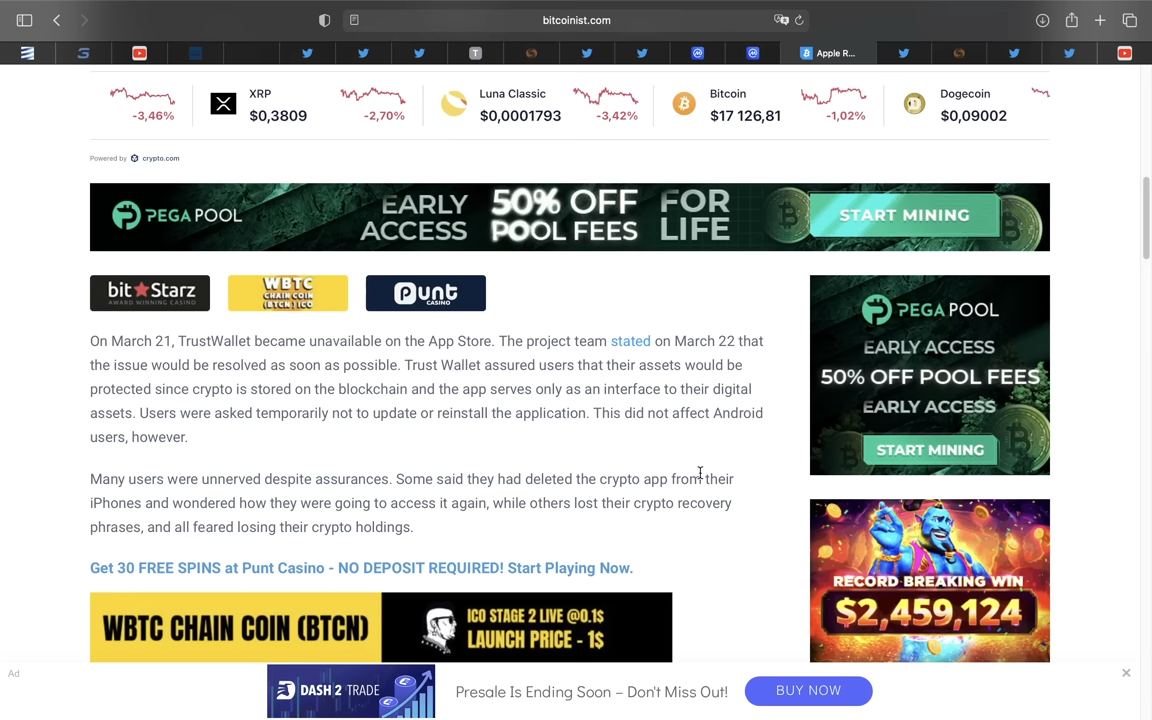 bitcoinist.com
T
Apple R...
XRP
$0,3809
-3,46%
-2,70%
Luna Classic
$0,0001793
-3,42%
Bitcoin
$17 126,81
-1,02%
Dogecoin
$0,09002
Powered by crypto.com
PEGA POOL
EARLY ACCESS
50% OFF POOL FEES
FOR LIFE
START MINING
bitStarz
AWARD WINNING CASINO
WBTC
CHAIN COIN
(BTCN) ICO
Punt
CASINO
On March 21, TrustWallet became unavailable on the App Store. The project team stated on March 22 that
the issue would be resolved as soon as possible. Trust Wallet assured users that their assets would be
protected since crypto is stored on the blockchain and the app serves only as an interface to their digital
assets. Users were asked temporarily not to update or reinstall the application. This did not affect Android
users, however.
Many users were unnerved despite assurances. Some said they had deleted the crypto app from their
iPhones and wondered how they were going to access it again, while others lost their crypto recovery
phrases, and all feared losing their crypto holdings.
Get 30 FREE SPINS at Punt Casino - NO DEPOSIT REQUIRED! Start Playing Now.
WBTC CHAIN COIN (BTCN)
ICO STAGE 2 LIVE @0.1$
LAUNCH PRICE - 1$
PEGA POOL
EARLY ACCESS
50% OFF POOL FEES
EARLY ACCESS
START MINING
RECORD BREAKING WIN
$2,459,124
Ad
DASH 2 TRADE
Presale Is Ending Soon – Don't Miss Out!
BUY NOW